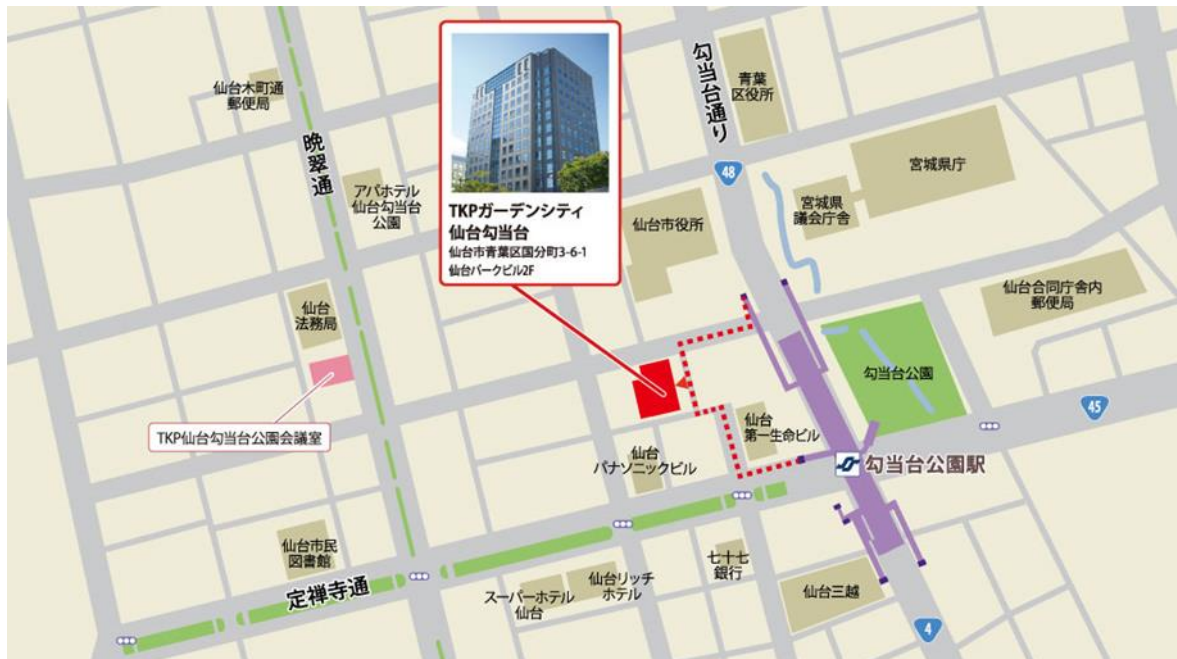 勾当台通り
青葉
区役所
仙台木町通
郵便局
晩翠通
48
宮城県庁
アパホテル
仙台勾当台
公園
TKPガーデンシティ
仙台勾当台
仙台市青葉区国分町3-6-1
仙台パークビル2F
仙台市役所
宮城県
議会庁舎
仙台合同庁舎内
郵便局
仙台
法務局
勾当台公園
45
TKP仙台勾当台公園会議室
仙台
第一生命ビル
仙台
パナソニックビル
勾当台公園駅
仙台市民
図書館
定禅寺通
七十七
銀行
仙台リッチ
ホテル
スーパーホテル
仙台
仙台三越
4